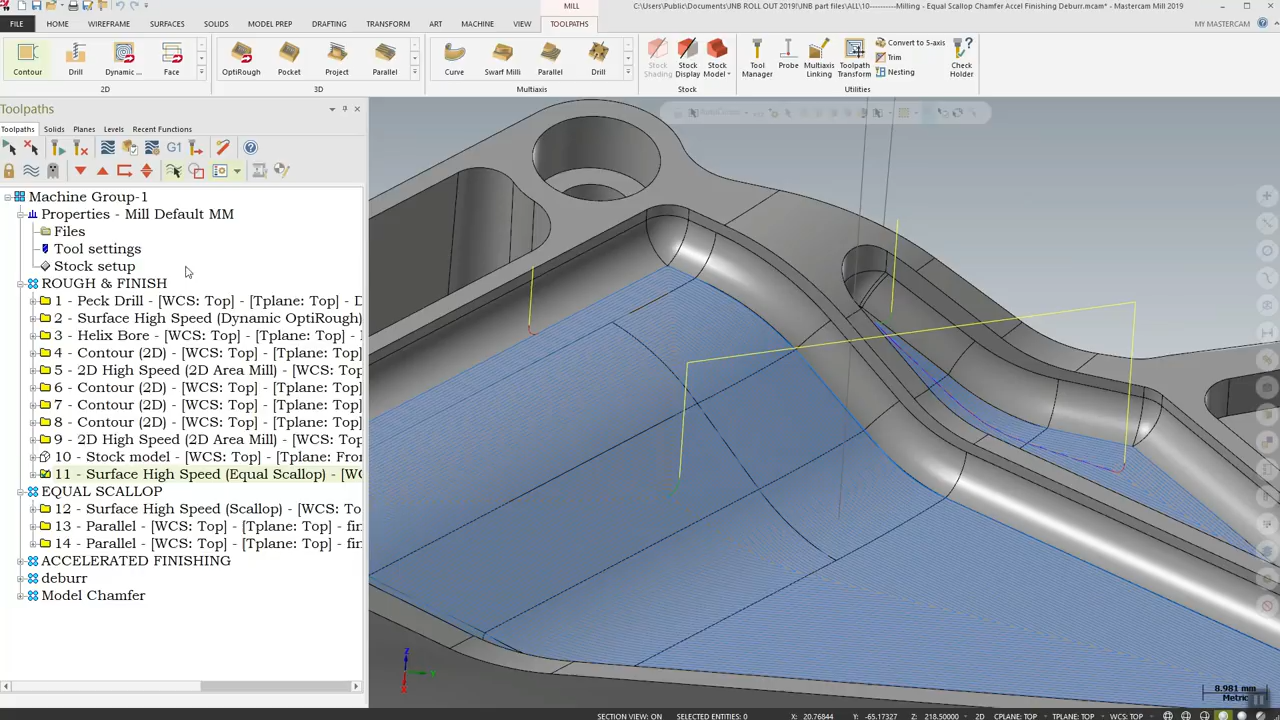 C:\Users\Public\Documents\INB ROLL OUT 2019\INB part files\ALL\10----------Milling - Equal Scallop Chamfer Accel Finishing Deburr.mcam* - Mastercam Mill 2019
MILL
FILE HOME WIREFRAME SURFACES SOLIDS MODEL PREP DRAFTING TRANSFORM ART MACHINE VIEW TOOLPATHS
MY MASTERCAM
Contour Drill Dynamic ... Face OptiRough Pocket Project Parallel Curve Swarf Milli Parallel Drill Stock Shading Stock Display Stock Model Tool Manager Probe Multiaxis Linking Toolpath Transform Convert to 5-axis Trim Nesting Check Holder
2D 3D Multiaxis Stock Utilities
Toolpaths
Toolpaths Solids Planes Levels Recent Functions
G1
AutoCursor
Machine Group-1
Properties - Mill Default MM
Files
Tool settings
Stock setup
ROUGH & FINISH
1 - Peck Drill - [WCS: Top] - [Tplane: Top] - D
2 - Surface High Speed (Dynamic OptiRough)
3 - Helix Bore - [WCS: Top] - [Tplane: Top] -
4 - Contour (2D) - [WCS: Top] - [Tplane: Top]
5 - 2D High Speed (2D Area Mill) - [WCS: Top
6 - Contour (2D) - [WCS: Top] - [Tplane: Top]
7 - Contour (2D) - [WCS: Top] - [Tplane: Top]
8 - Contour (2D) - [WCS: Top] - [Tplane: Top]
9 - 2D High Speed (2D Area Mill) - [WCS: Top
10 - Stock model - [WCS: Top] - [Tplane: Fro
11 - Surface High Speed (Equal Scallop) - [WC
EQUAL SCALLOP
12 - Surface High Speed (Scallop) - [WCS: To
13 - Parallel - [WCS: Top] - [Tplane: Top] - fin
14 - Parallel - [WCS: Top] - [Tplane: Top] - fin
ACCELERATED FINISHING
deburr
Model Chamfer
Z
Y
X
8.981 mm
Metric
SECTION VIEW: ON SELECTED ENTITIES: 0 X: 20.76844 Y: -65.17327 Z: 218.50000 2D CPLANE: TOP TPLANE: TOP WCS: TOP